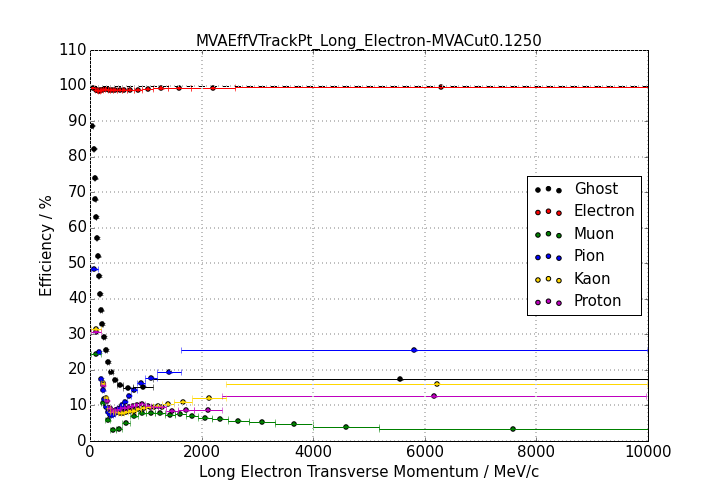 MVAEffVTrackPt_Long_Electron-MVACut0.1250
110
100
90
80
70
60
50
40
30
20
10
0
Efficiency / %
Ghost
Electron
Muon
Pion
Kaon
Proton
0 2000 4000 6000 8000 10000
Long Electron Transverse Momentum / MeV/c